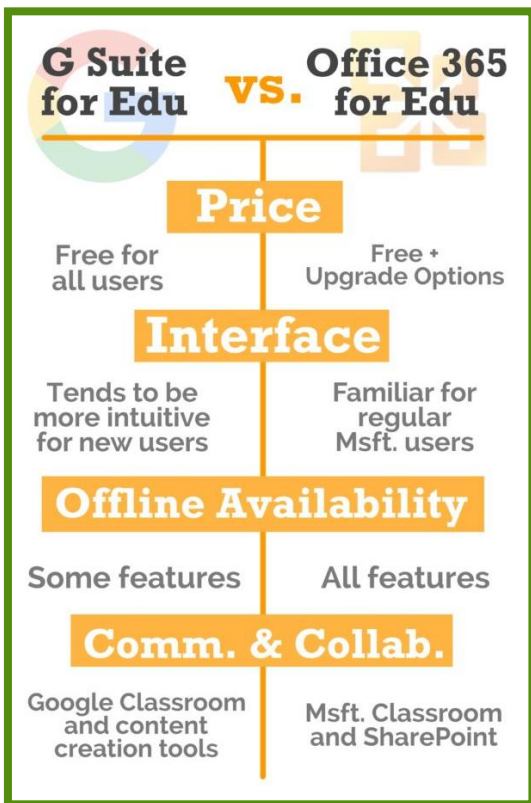 G Suite
for Edu
vs.
Office 365
for Edu
Price
Free for
all users
Free +
Upgrade Options
Interface
Tends to be
more intuitive
for new users
Familiar for
regular
Msft. users
Offline Availability
Some features
All features
Comm. & Collab.
Google Classroom
and content
creation tools
Msft. Classroom
and SharePoint